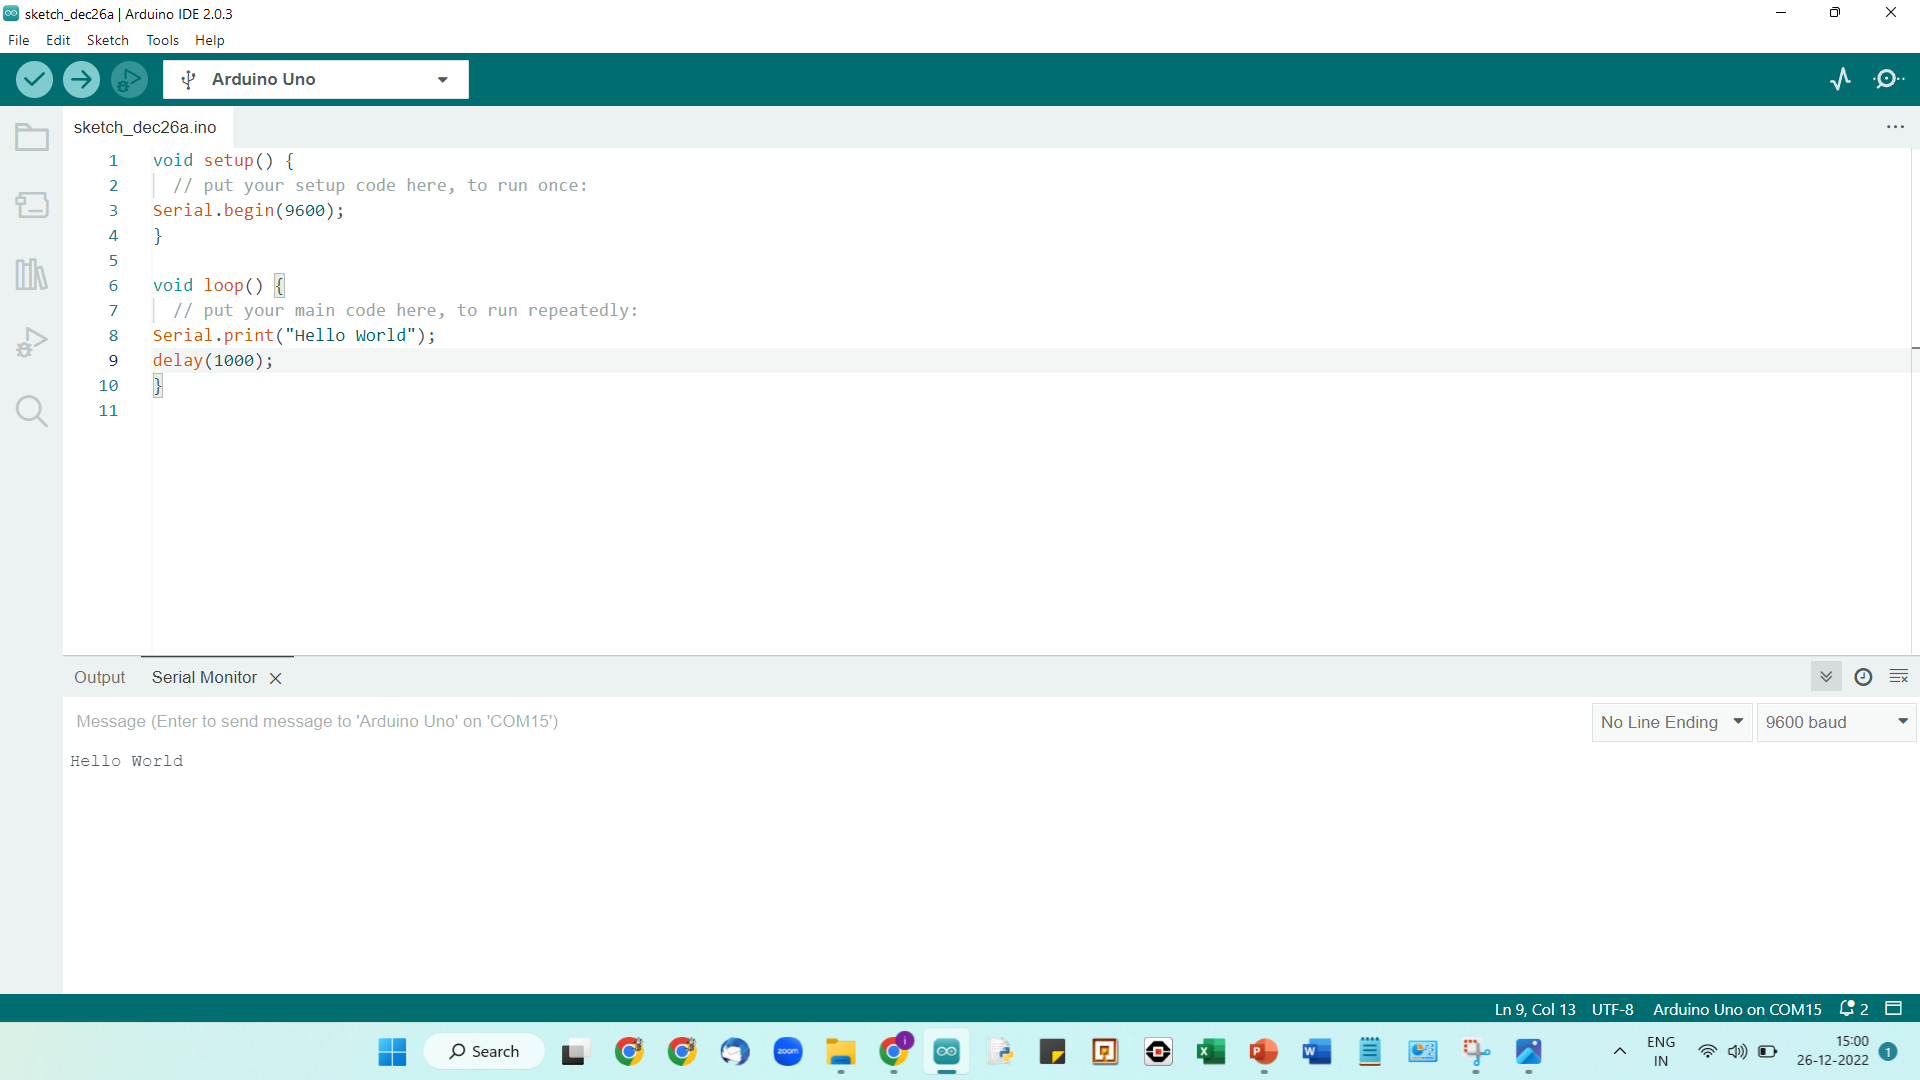 sketch_dec26a | Arduino IDE 2.0.3
File Edit Sketch Tools Help
Arduino Uno
sketch_dec26a.ino
1 void setup() {
2 // put your setup code here, to run once:
3 Serial.begin(9600);
4 }
5
6 void loop() {
7 // put your main code here, to run repeatedly:
8 Serial.print("Hello World");
9 delay(1000);
10 }
11
Output Serial Monitor
Message (Enter to send message to 'Arduino Uno' on 'COM15')
No Line Ending 9600 baud
Hello World
Ln 9, Col 13 UTF-8 Arduino Uno on COM15 2
Search
zoom
i
X
P
W
ENG
IN
15:00
26-12-2022
1